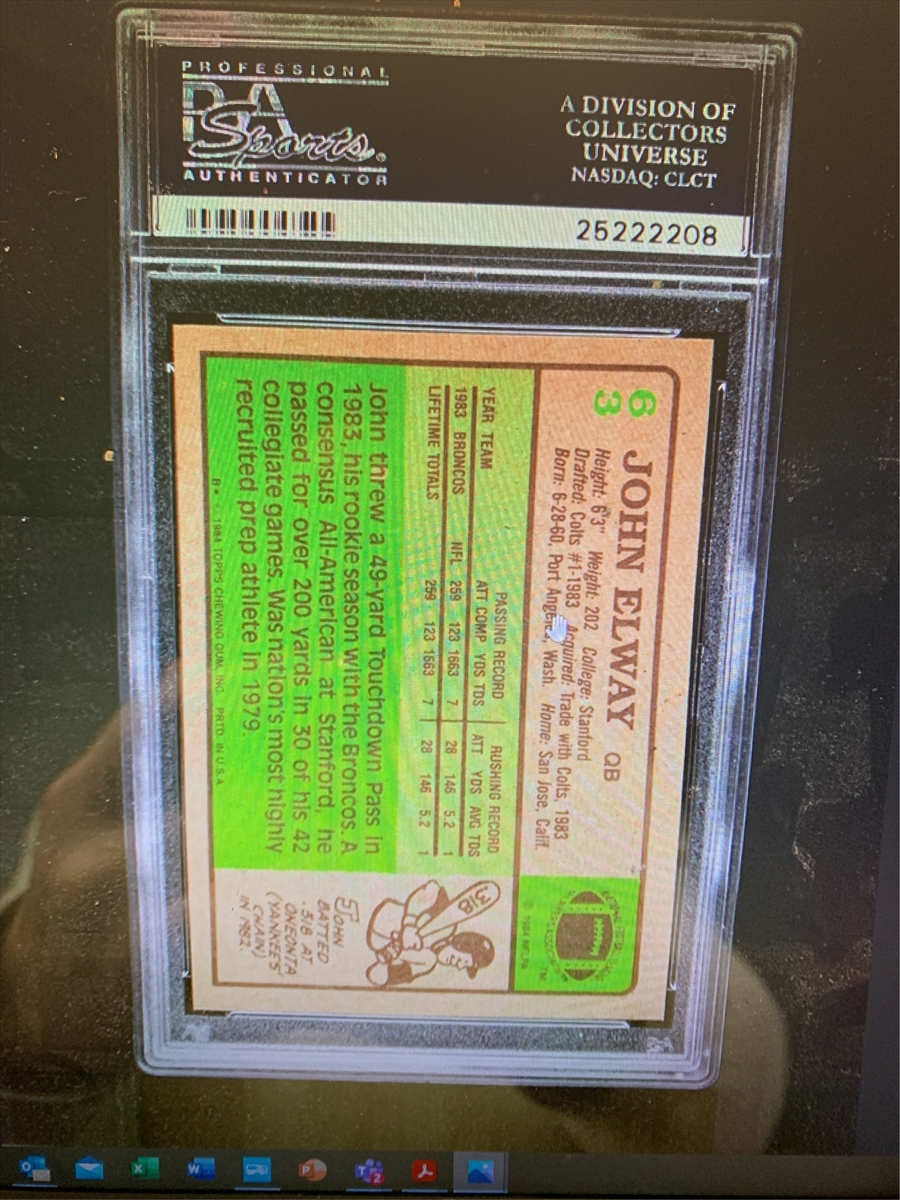 PROFESSIONAL
PSA
Sports
AUTHENTICATOR
A DIVISION OF
COLLECTORS
UNIVERSE
NASDAQ: CLCT
25222208
63
JOHN ELWAY QB
Height: 6'3" Weight: 202 College: Stanford
Drafted: Colts #1-1983 Acquired: Trade with Colts, 1983
Born: 6-28-60, Port Wash. Home: San Jose, Calif.
PASSING RECORD RUSHING RECORD
YEAR TEAM ATT COMP YDS TDS ATT YDS AVG TDS
1983 BRONCOS NFL 259 123 1663 7 28 146 5.2 1
LIFETIME TOTALS 259 123 1663 7 28 146 5.2 1
John threw a 49-yard Touchdown Pass in
1983, his rookie season with the Broncos. A
consensus All-American at Stanford, he
passed for over 200 yards in 30 of his 42
collegiate games. Was nation's most highly
recruited prep athlete in 1979.
© 1984 NFLPA
TM
318
JOHN
BATTED
.318 AT
ONEONTA
(YANKEES
CHAIN)
IN 1982.
B* * 1984 TOPPS CHEWING GUM, INC. PRTD. IN U.S.A.
X
W
P
T
2